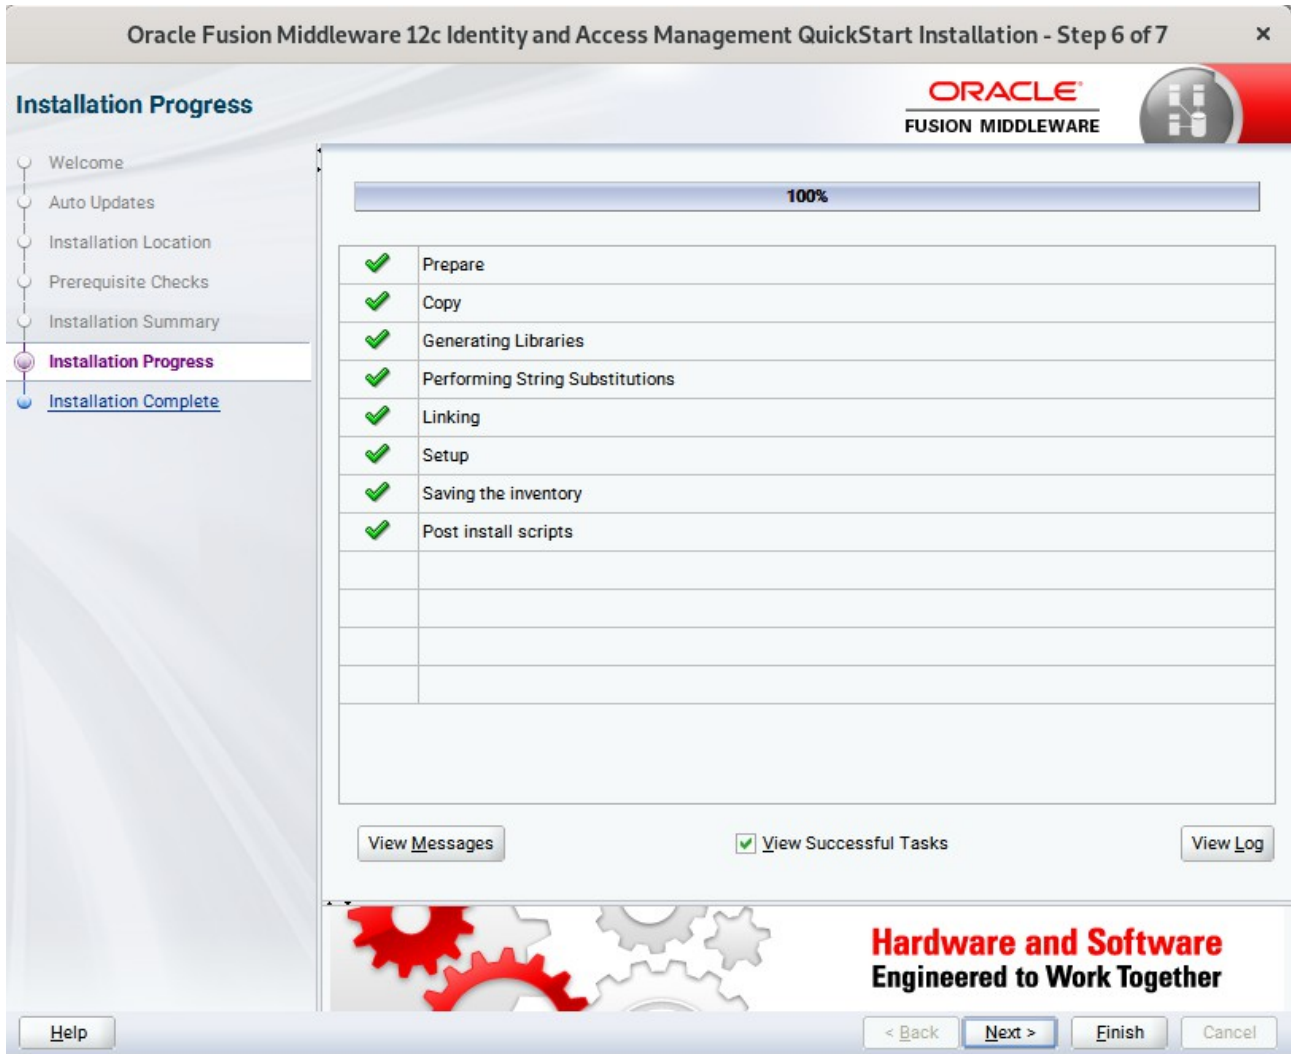 Oracle Fusion Middleware 12c Identity and Access Management QuickStart Installation - Step 6 of 7
Installation Progress
ORACLE
FUSION MIDDLEWARE
Welcome
Auto Updates
Installation Location
Prerequisite Checks
Installation Summary
Installation Progress
Installation Complete
100%
Prepare
Copy
Generating Libraries
Performing String Substitutions
Linking
Setup
Saving the inventory
Post install scripts
View Messages
View Successful Tasks
View Log
Hardware and Software
Engineered to Work Together
Help
< Back
Next >
Finish
Cancel